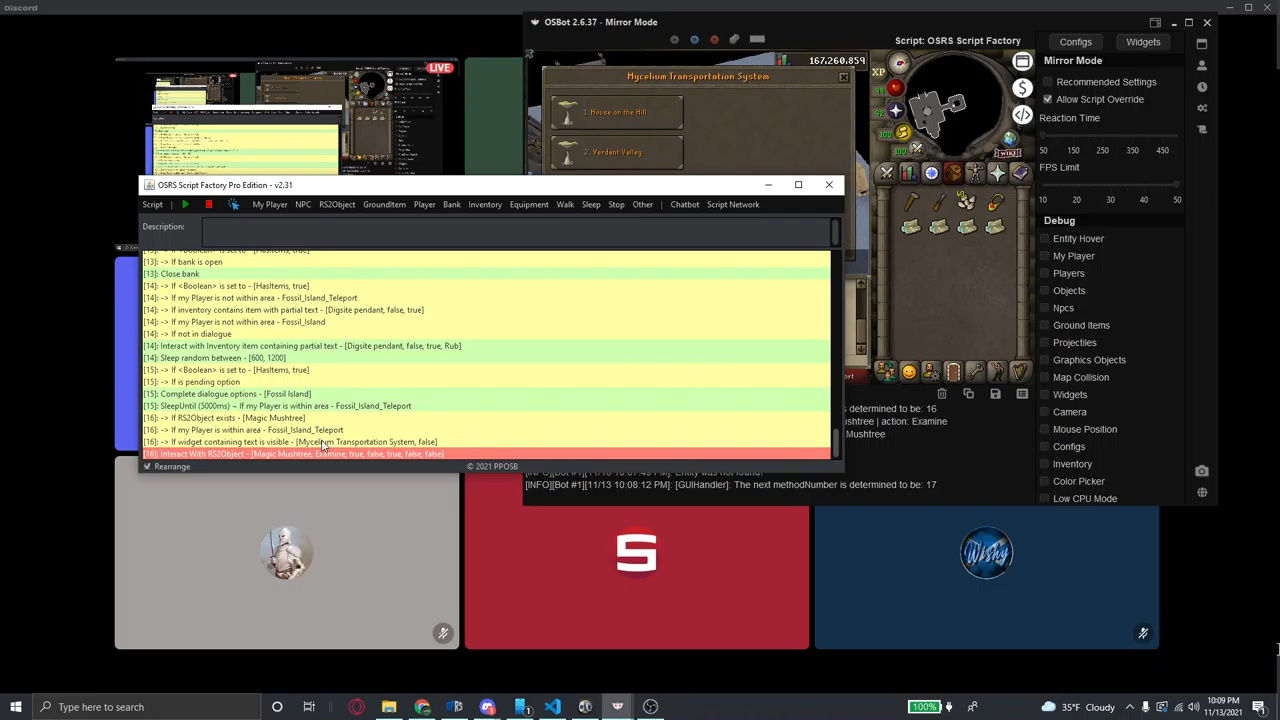 Discord
OSBot 2.6.37 - Mirror Mode
LIVE
Script: OSRS Script Factory
Configs
Widgets
167,260,859
Mycelium Transportation System
House on the Hill
XP
99
100
WIKI
Mirror Mode
Recommended Settings
Allow Script Override
Reaction Time
350
450
FPS Limit
10
20
30
40
50
Debug
Entity Hover
My Player
Players
Objects
Npcs
Ground Items
Projectiles
Graphics Objects
Map Collision
Widgets
Camera
Mouse Position
Configs
Inventory
Color Picker
Low CPU Mode
OSRS Script Factory Pro Edition - v2.31
Script
My Player
NPC
RS2Object
GroundItem
Player
Bank
Inventory
Equipment
Walk
Sleep
Stop
Other
Chatbot
Script Network
Description:
[13]: -> If <Boolean> is set to - [HasItems, true]
[13]: -> If bank is open
[13]: Close bank
[14]: -> If <Boolean> is set to - [HasItems, true]
[14]: -> If my Player is not within area - Fossil_Island_Teleport
[14]: -> If inventory contains item with partial text - [Digsite pendant, false, true]
[14]: -> If my Player is not within area - Fossil_Island
[14]: -> If not in dialogue
[14]: Interact with Inventory item containing partial text - [Digsite pendant, false, true, Rub]
[14]: Sleep random between - [600, 1200]
[15]: -> If <Boolean> is set to - [HasItems, true]
[15]: -> If is pending option
[15]: Complete dialogue options - [Fossil Island]
[15]: SleepUntil (5000ms) ~ If my Player is within area - Fossil_Island_Teleport
[16]: -> If RS2Object exists - [Magic Mushtree]
[16]: -> If my Player is within area - Fossil_Island_Teleport
[16]: -> If widget containing text is visible - [Mycelium Transportation System, false]
[16]: Interact With RS2Object - [Magic Mushtree, Examine, true, false, true, false, false]
Rearrange
© 2021 PPOSB
determined to be: 16
action: Examine
Mushtree
[INFO][Bot #1][11/13 10:08:12 PM]: [GUIHandler]: The next methodNumber is determined to be: 17
S
Wishy
Type here to search
100%
35°F Cloudy
10:09 PM
11/13/2021